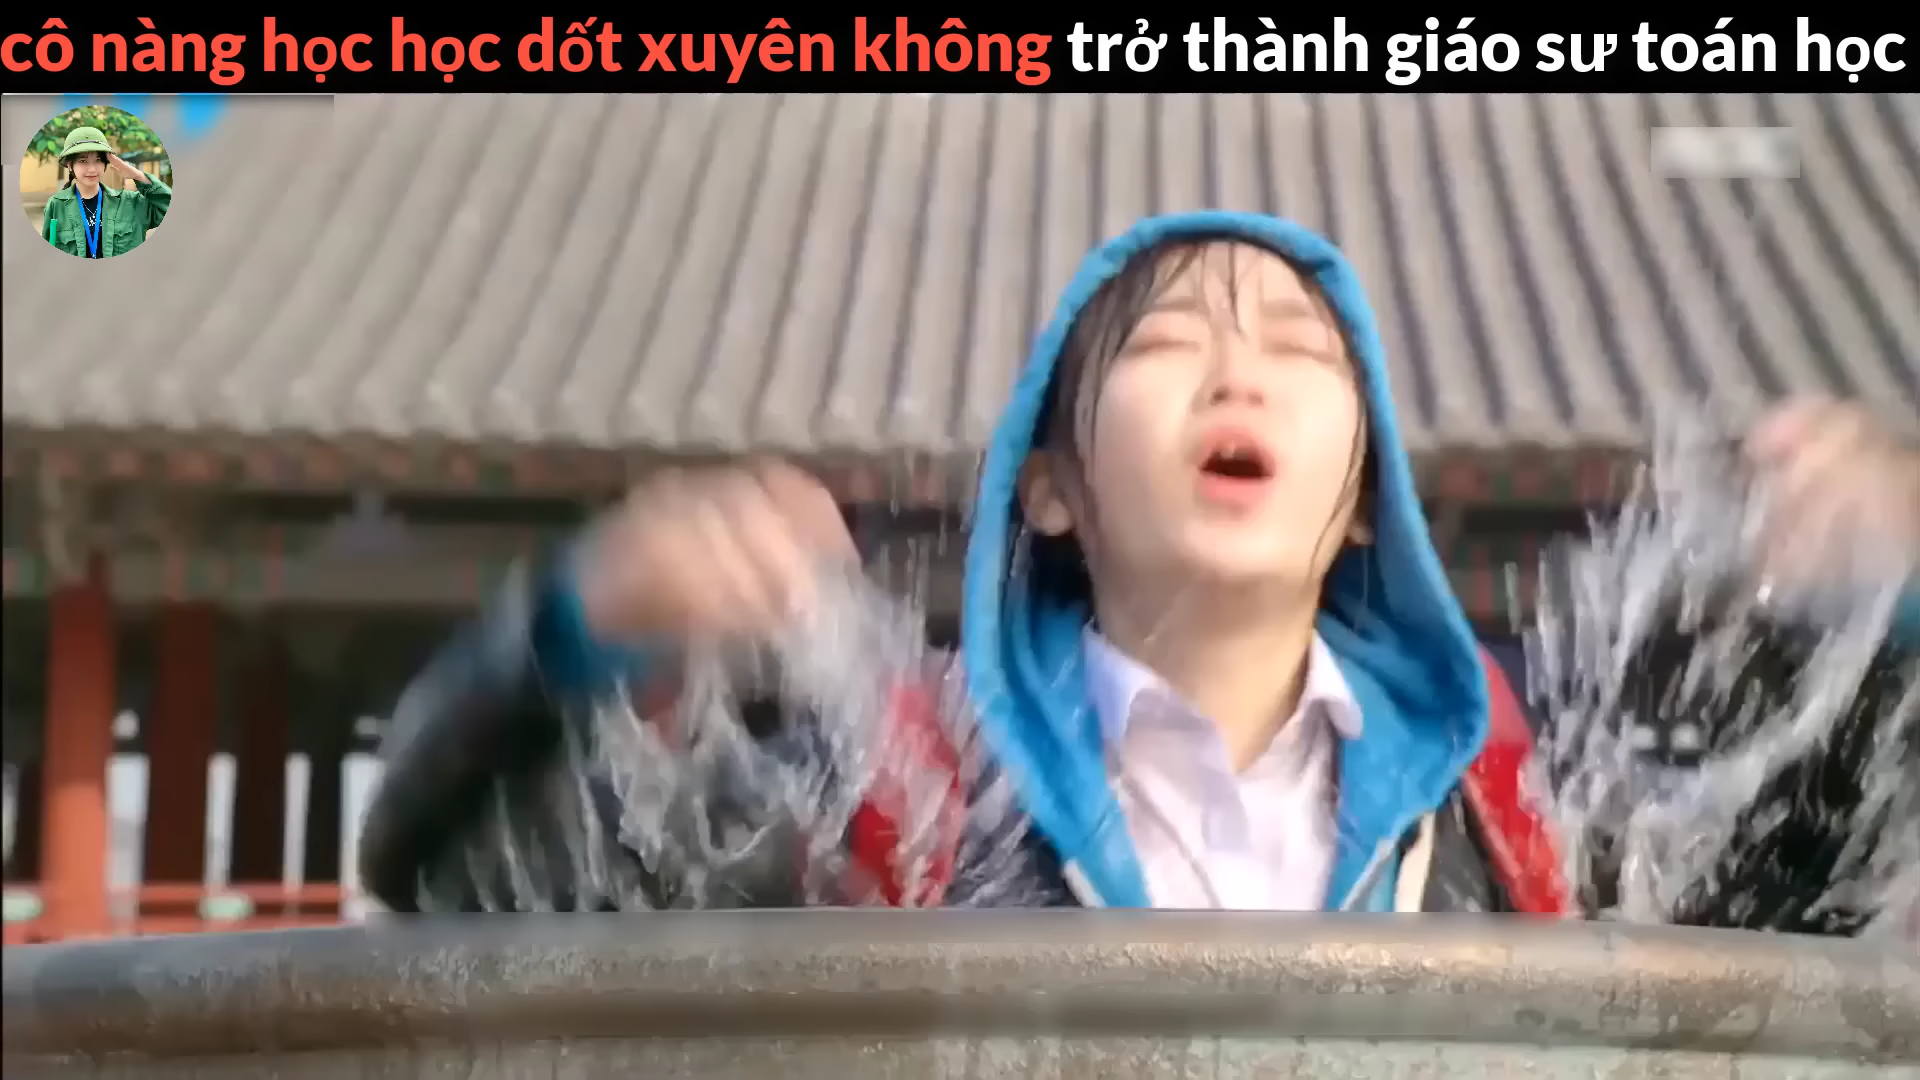 cô nàng học học dốt xuyên không trở thành giáo sư toán học